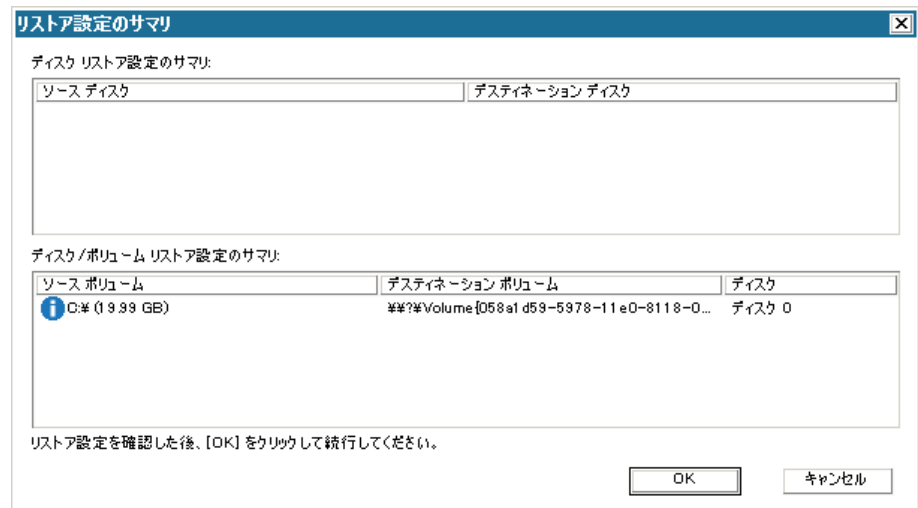 リストア設定のサマリ
ディスク リストア設定のサマリ:
ソース ディスク デスティネーション ディスク
ディスク/ボリューム リストア設定のサマリ:
ソース ボリューム デスティネーション ボリューム ディスク
C:¥ (19.99 GB) ¥¥?¥Volume{058a1d59-5978-11e0-8118-0... ディスク 0
リストア設定を確認した後、[OK] をクリックして続行してください。
OK キャンセル